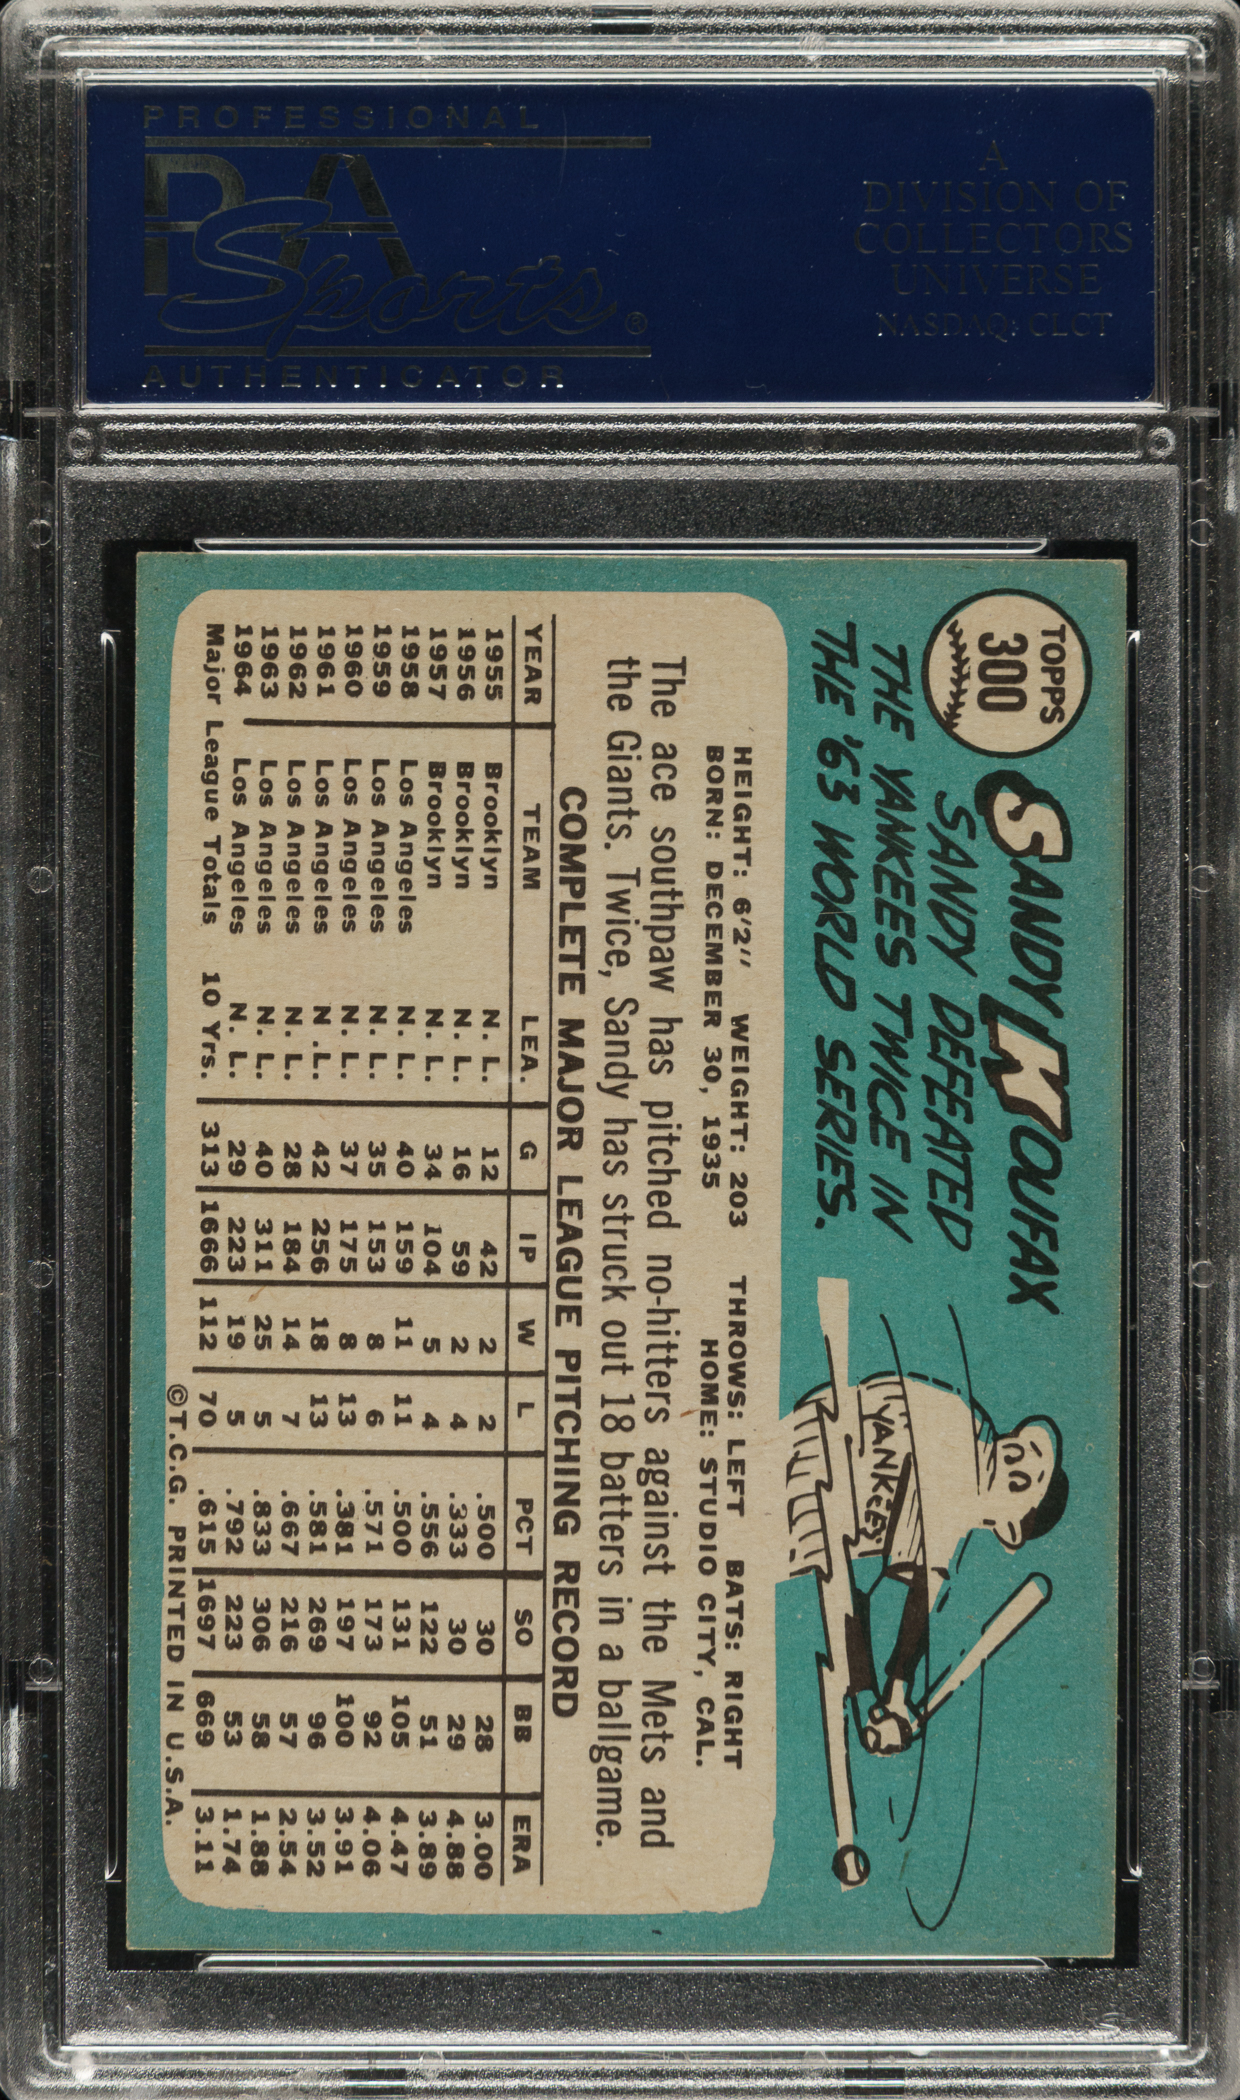 PROFESSIONAL
PSA
Sports®
AUTHENTICATOR
A
DIVISION OF
COLLECTORS
UNIVERSE
NASDAQ: CLCT
TOPPS
300
SANDY KOUFAX
SANDY DEFEATED
THE YANKEES TWICE IN
THE '63 WORLD SERIES.
YANKEES
HEIGHT: 6'2" WEIGHT: 203 THROWS: LEFT BATS: RIGHT
BORN: DECEMBER 30, 1935 HOME: STUDIO CITY, CAL.
The ace southpaw has pitched no-hitters against the Mets and
the Giants. Twice, Sandy has struck out 18 batters in a ballgame.
COMPLETE MAJOR LEAGUE PITCHING RECORD
YEAR TEAM LEA. G IP W L PCT SO BB ERA
1955 Brooklyn N. L. 12 42 2 2 .500 30 28 3.00
1956 Brooklyn N. L. 16 59 2 4 .333 30 29 4.88
1957 Brooklyn N. L. 34 104 5 4 .556 122 51 3.89
1958 Los Angeles N. L. 40 159 11 11 .500 131 105 4.47
1959 Los Angeles N. L. 35 153 8 6 .571 173 92 4.06
1960 Los Angeles N. L. 37 175 8 13 .381 197 100 3.91
1961 Los Angeles N .L. 42 256 18 13 .581 269 96 3.52
1962 Los Angeles N. L. 28 184 14 7 .667 216 57 2.54
1963 Los Angeles N. L. 40 311 25 5 .833 306 58 1.88
1964 Los Angeles N. L. 29 223 19 5 .792 223 53 1.74
Major League Totals 10 Yrs. 313 1666 112 70 .615 1697 669 3.11
©T.C.G. PRINTED IN U.S.A.